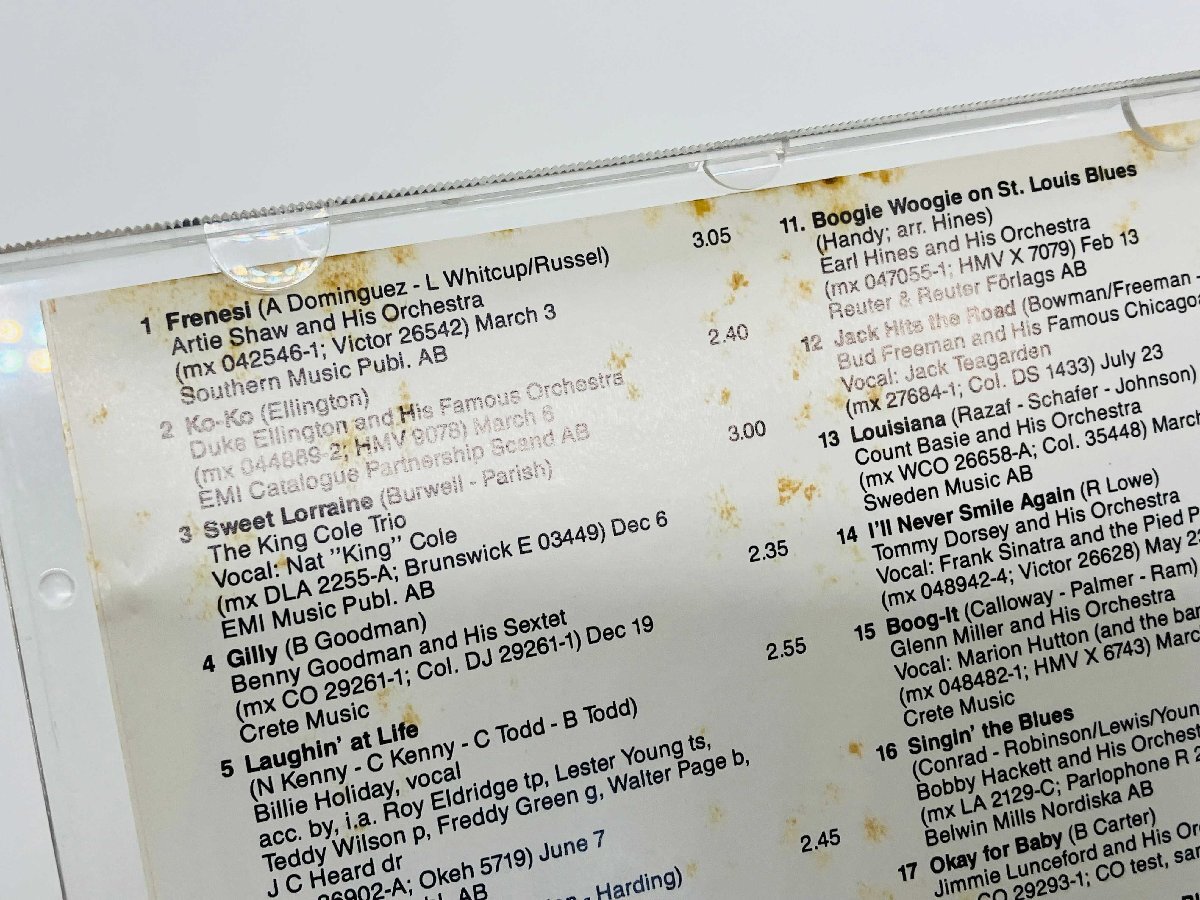 1 Frenesi (A Dominguez - L Whitcup/Russel) 3.05
Artie Shaw and His Orchestra
(mx 042546-1; Victor 26542) March 3
Southern Music Publ. AB
2 Ko-Ko (Ellington) 2.40
Duke Ellington and His Famous Orchestra
(mx 044889-2; HMV 9078) March 6
EMI Catalogue Partnership Scand AB
3 Sweet Lorraine (Burwell - Parish) 3.00
The King Cole Trio
Vocal: Nat "King" Cole
(mx DLA 2255-A; Brunswick E 03449) Dec 6
EMI Music Publ. AB
4 Gilly (B Goodman) 2.35
Benny Goodman and His Sextet
(mx CO 29261-1; Col. DJ 29261-1) Dec 19
Crete Music
5 Laughin' at Life 2.55
(N Kenny - C Kenny - C Todd - B Todd)
Billie Holiday, vocal
acc. by, i.a. Roy Eldridge tp, Lester Young ts,
Teddy Wilson p, Freddy Green g, Walter Page b,
J C Heard dr
26902-A; Okeh 5719) June 7
AB
- Harding) 2.45
11. Boogie Woogie on St. Louis Blues
(Handy; arr. Hines)
Earl Hines and His Orchestra
(mx 047055-1; HMV X 7079) Feb 13
Reuter & Reuter Förlags AB
12 Jack Hits the Road (Bowman/Freeman -
Bud Freeman and His Famous Chicago
Vocal: Jack Teagarden
(mx 27684-1; Col. DS 1433) July 23
13 Louisiana (Razaf - Schafer - Johnson)
Count Basie and His Orchestra
(mx WCO 26658-A; Col. 35448) March
Sweden Music AB
14 I'll Never Smile Again (R Lowe)
Tommy Dorsey and His Orchestra
Vocal: Frank Sinatra and the Pied P
(mx 048942-4; Victor 26628) May 23
15 Boog-It (Calloway - Palmer - Ram)
Glenn Miller and His Orchestra
Vocal: Marion Hutton (and the ban
(mx 048482-1; HMV X 6743) Marc
Crete Music
16 Singin' the Blues
(Conrad - Robinson/Lewis/Youn
Bobby Hackett and His Orchest
(mx LA 2129-C; Parlophone R 2
Belwin Mills Nordiska AB
17 Okay for Baby (B Carter)
Jimmie Lunceford and His Or
CO 29293-1; CO test, sam